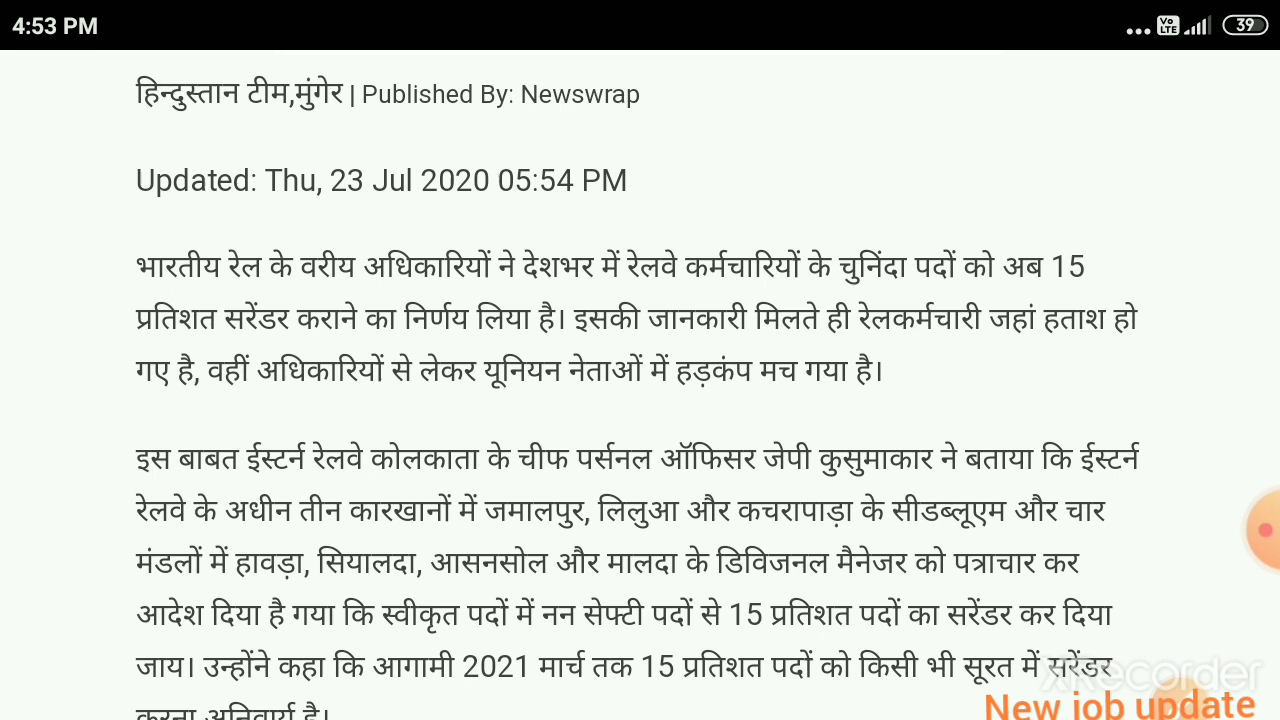 4:53 PM
Vo LTE
39
हिन्दुस्तान टीम,मुंगेर | Published By: Newswrap
Updated: Thu, 23 Jul 2020 05:54 PM
भारतीय रेल के वरीय अधिकारियों ने देशभर में रेलवे कर्मचारियों के चुनिंदा पदों को अब 15
प्रतिशत सरेंडर कराने का निर्णय लिया है। इसकी जानकारी मिलते ही रेलकर्मचारी जहां हताश हो
गए है, वहीं अधिकारियों से लेकर यूनियन नेताओं में हड़कंप मच गया है।
इस बाबत ईस्टर्न रेलवे कोलकाता के चीफ पर्सनल ऑफिसर जेपी कुसुमाकार ने बताया कि ईस्टर्न
रेलवे के अधीन तीन कारखानों में जमालपुर, लिलुआ और कचरापाड़ा के सीडब्लूएम और चार
मंडलों में हावड़ा, सियालदा, आसनसोल और मालदा के डिविजनल मैनेजर को पत्राचार कर
आदेश दिया है गया कि स्वीकृत पदों में नन सेफ्टी पदों से 15 प्रतिशत पदों का सरेंडर कर दिया
जाय। उन्होंने कहा कि आगामी 2021 मार्च तक 15 प्रतिशत पदों को किसी भी सूरत में सरेंडर
XRecorder
करना अनिवार्य है।
New job update